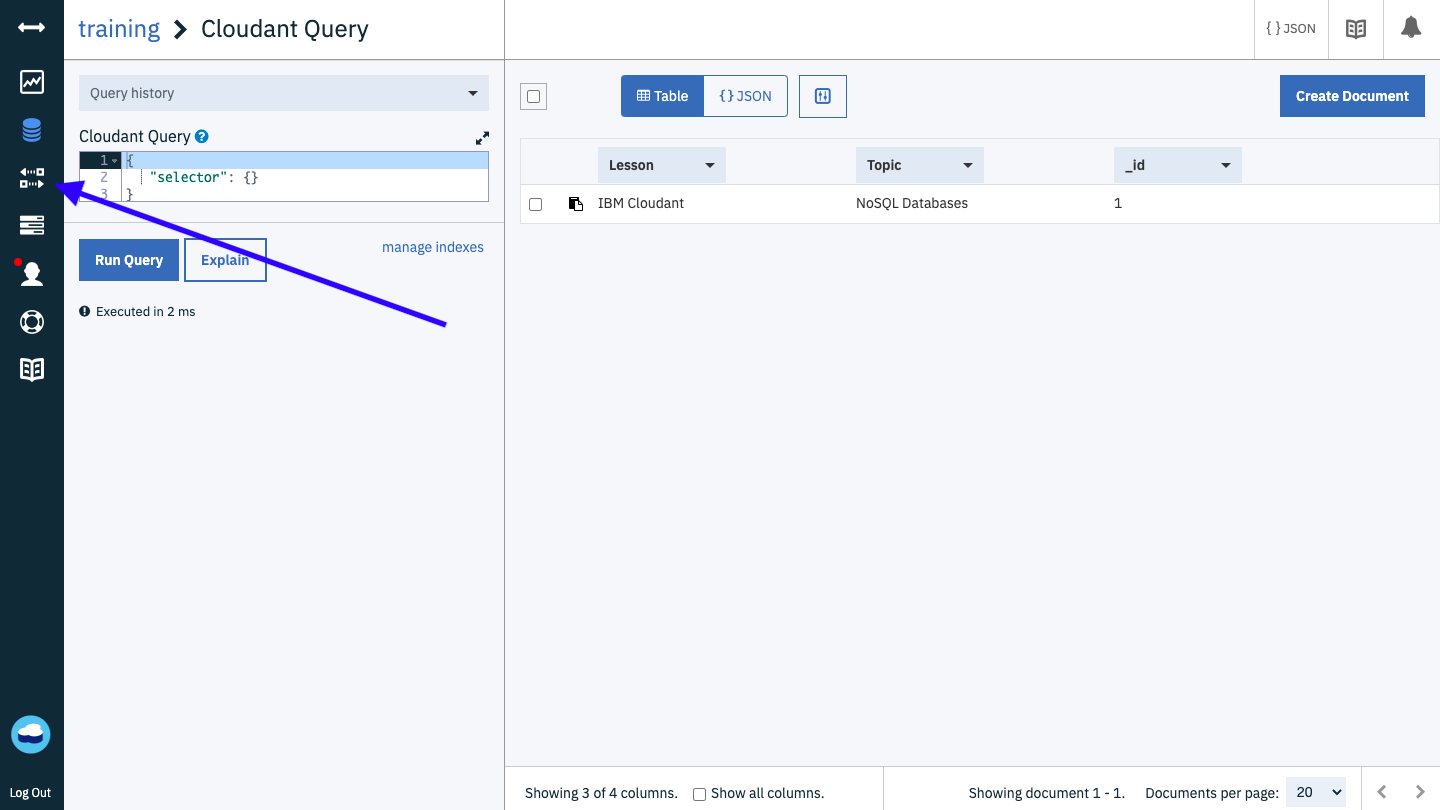 training > Cloudant Query
{ } JSON
Query history
Cloudant Query ?
1 {
2 "selector": {}
3 }
Run Query
Explain
manage indexes
Executed in 2 ms
Table
{ } JSON
Create Document
Lesson Topic _id
IBM Cloudant NoSQL Databases 1
Log Out
Showing 3 of 4 columns. Show all columns. Showing document 1 - 1. Documents per page: 20